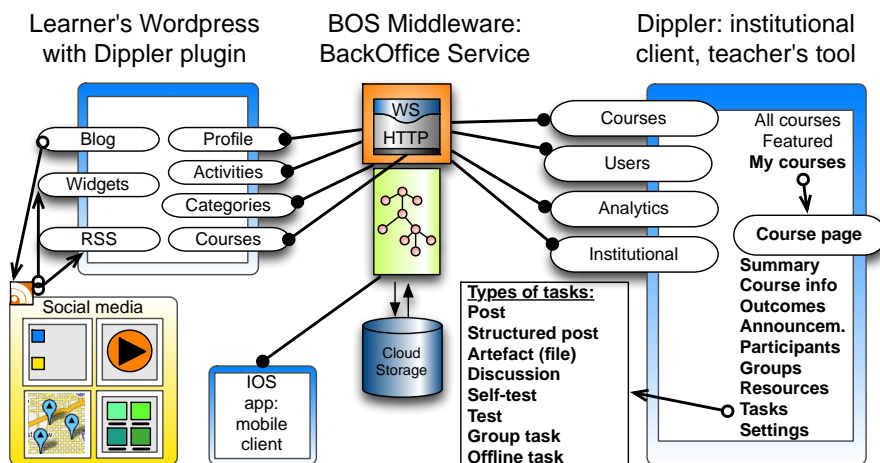 Learner's Wordpress
with Dippler plugin
BOS Middleware:
BackOffice Service
Dippler: institutional
client, teacher's tool
Blog
Widgets
RSS
Profile
Activities
Categories
Courses
WS
HTTP
Courses
Users
Analytics
Institutional
All courses
Featured
My courses
Course page
Summary
Course info
Outcomes
Announcem.
Participants
Groups
Resources
Tasks
Settings
Social media
IOS
app:
mobile
client
Cloud
Storage
Types of tasks:
Post
Structured post
Artefact (file)
Discussion
Self-test
Test
Group task
Offline task